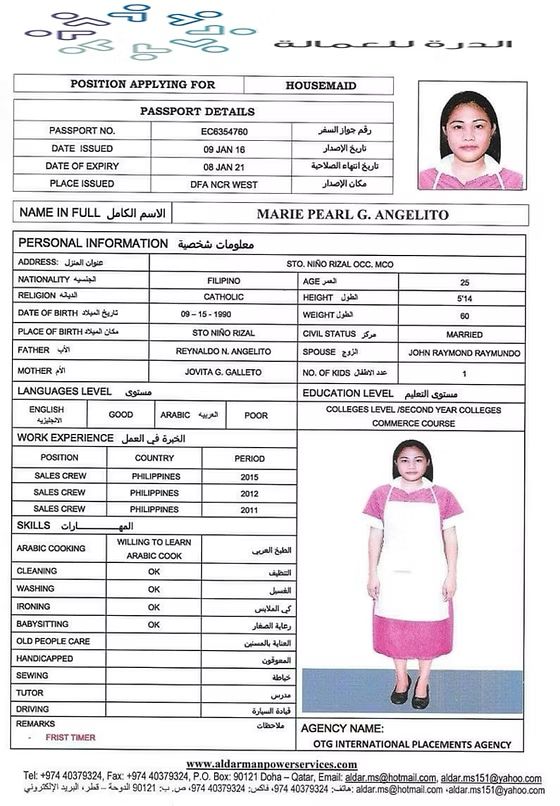 الدرة للعمالة
POSITION APPLYING FOR HOUSEMAID
PASSPORT DETAILS
PASSPORT NO. EC6354760 رقم جواز السفر
DATE ISSUED 09 JAN 16 تاريخ الإصدار
DATE OF EXPIRY 08 JAN 21 تاريخ انتهاء الصلاحية
PLACE ISSUED DFA NCR WEST مكان الإصدار
NAME IN FULL الاسم الكامل MARIE PEARL G. ANGELITO
PERSONAL INFORMATION معلومات شخصية
ADDRESS: عنوان المنزل STO. NIÑO RIZAL OCC. MCO
NATIONALITY الجنسيه FILIPINO AGE العمر 25
RELIGION الديانه CATHOLIC HEIGHT الطول 5'14
DATE OF BIRTH تاريخ الميلاد 09 – 15 - 1990 WEIGHT الطول 60
PLACE OF BIRTH مكان الميلاد STO NIÑO RIZAL CIVIL STATUS مركز MARRIED
FATHER الأب REYNALDO N. ANGELITO SPOUSE الزوج JOHN RAYMOND RAYMUNDO
MOTHER الأم JOVITA G. GALLETO NO. OF KIDS عدد الاطفال 1
LANGUAGES LEVEL مستوى EDUCATION LEVEL مستوى التعليم
ENGLISH الانجليزيه GOOD ARABIC العربيه POOR
COLLEGES LEVEL /SECOND YEAR COLLEGES
COMMERCE COURSE
WORK EXPERIENCE الخبرة في العمل
POSITION COUNTRY PERIOD
SALES CREW PHILIPPINES 2015
SALES CREW PHILIPPINES 2012
SALES CREW PHILIPPINES 2011
SKILLS المهـــــــــارات
ARABIC COOKING WILLING TO LEARN ARABIC COOK الطبخ العربي
CLEANING OK التنظيف
WASHING OK الغسيل
IRONING OK كي الملابس
BABYSITTING OK رعاية الصغار
OLD PEOPLE CARE العناية بالمسنين
HANDICAPPED المعوقون
SEWING خياطة
TUTOR مدرس
DRIVING قيادة السيارة
REMARKS ملاحظات
- FRIST TIMER
AGENCY NAME:
OTG INTERNATIONAL PLACEMENTS AGENCY
www.aldarmanpowerservices.com
Tel: +974 40379324, Fax: +974 40379324, P.O. Box: 90121 Doha – Qatar, Email: aldar.ms@hotmail.com, aldar.ms151@yahoo.com
هاتف: 40379324 974+، فاكس: 40379324 974+، ص. ب: 90121 الدوحة – قطر، البريد الإلكتروني: aldar.ms@hotmail.com، aldar.ms151@yahoo.com